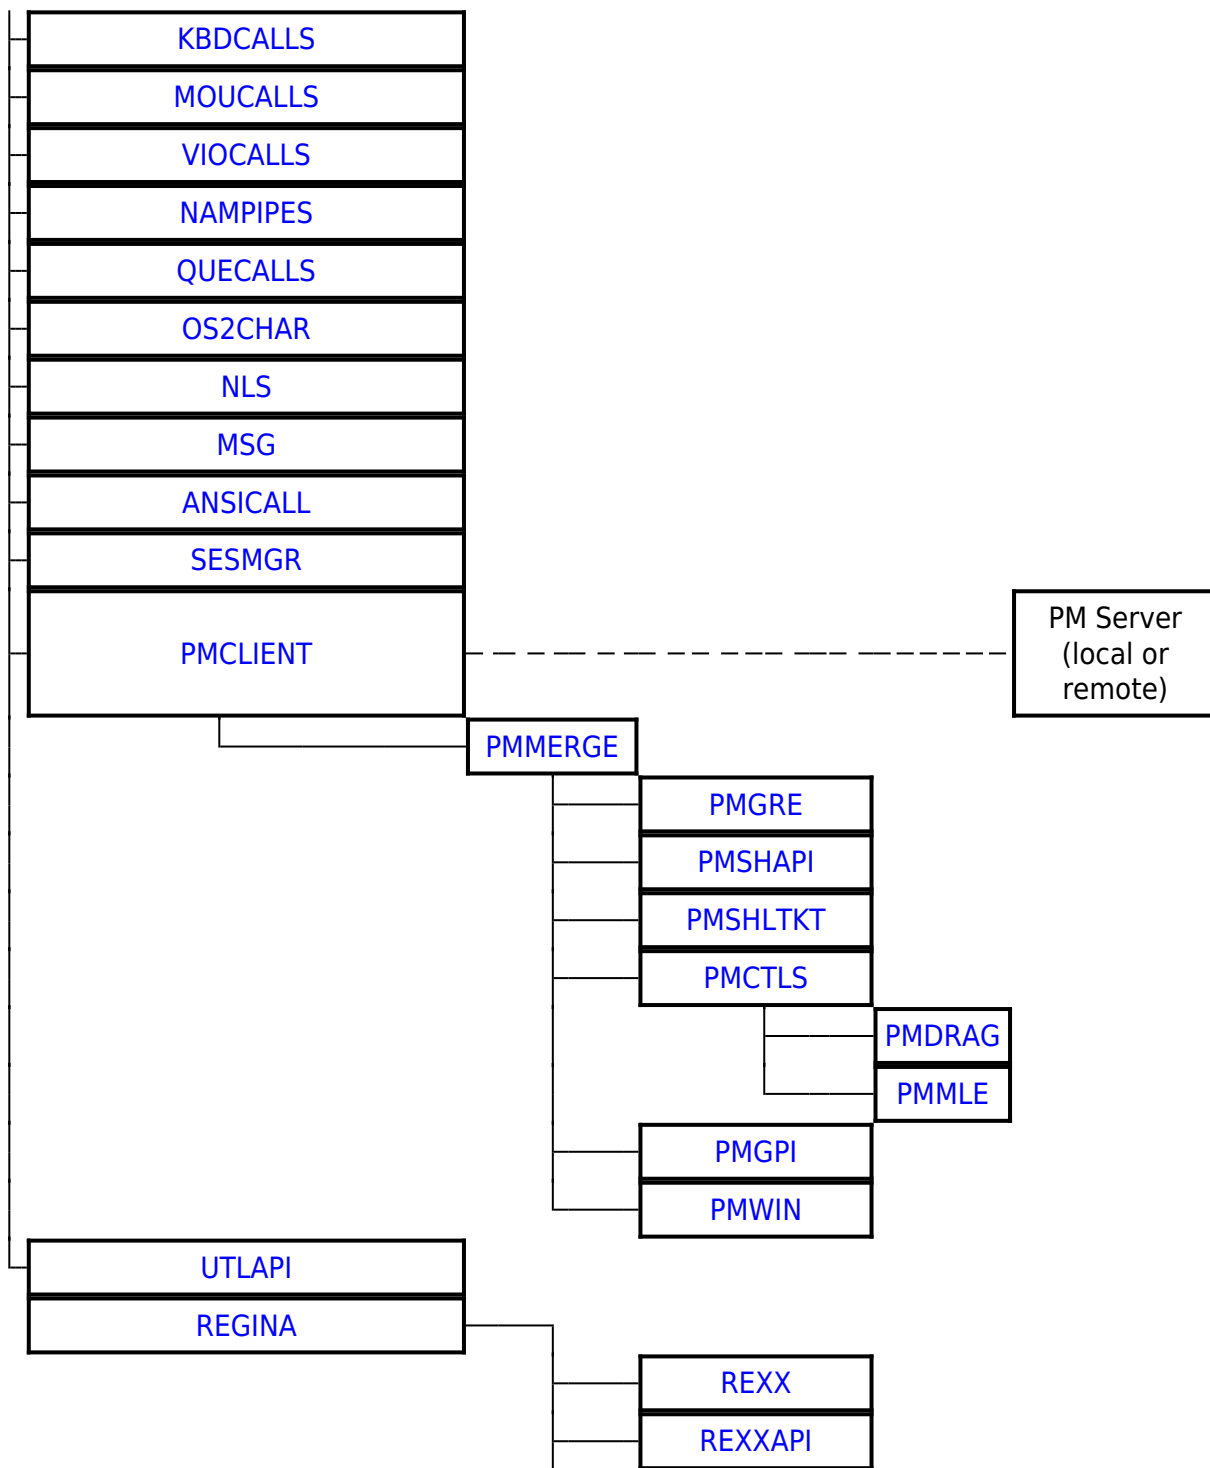 KBDCALLS
MOUCALLS
VIOCALLS
NAMPIPES
QUECALLS
OS2CHAR
NLS
MSG
ANSICALL
SESMGR
PMCLIENT
PM Server
(local or
remote)
PMMERGE
PMGRE
PMSHAPI
PMSHLTKT
PMCTLS
PMDRAG
PMMLE
PMGPI
PMWIN
UTLAPI
REGINA
REXX
REXXAPI